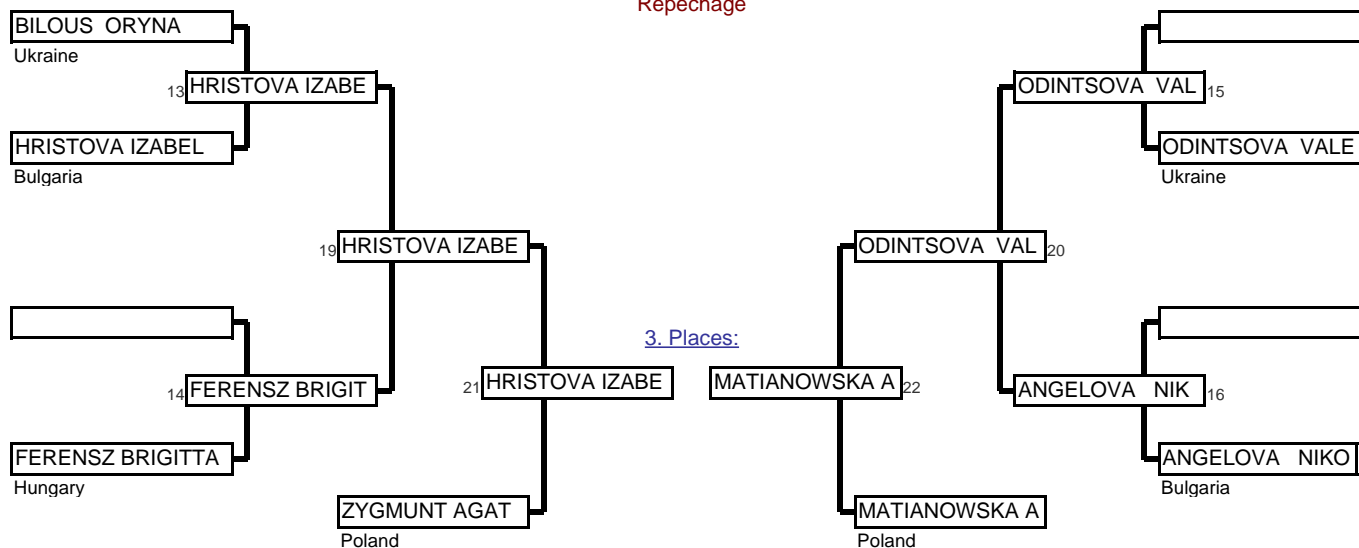 Repechage
BILOUS ORYNA
Ukraine
13 HRISTOVA IZABE
ODINTSOVA VAL 15
HRISTOVA IZABEL
Bulgaria
ODINTSOVA VALE
Ukraine
19 HRISTOVA IZABE
ODINTSOVA VAL 20
3. Places:
14 FERENSZ BRIGIT
21 HRISTOVA IZABE
MATIANOWSKA A 22
ANGELOVA NIK 16
FERENSZ BRIGITTA
Hungary
ANGELOVA NIKO
Bulgaria
ZYGMUNT AGAT
Poland
MATIANOWSKA A
Poland